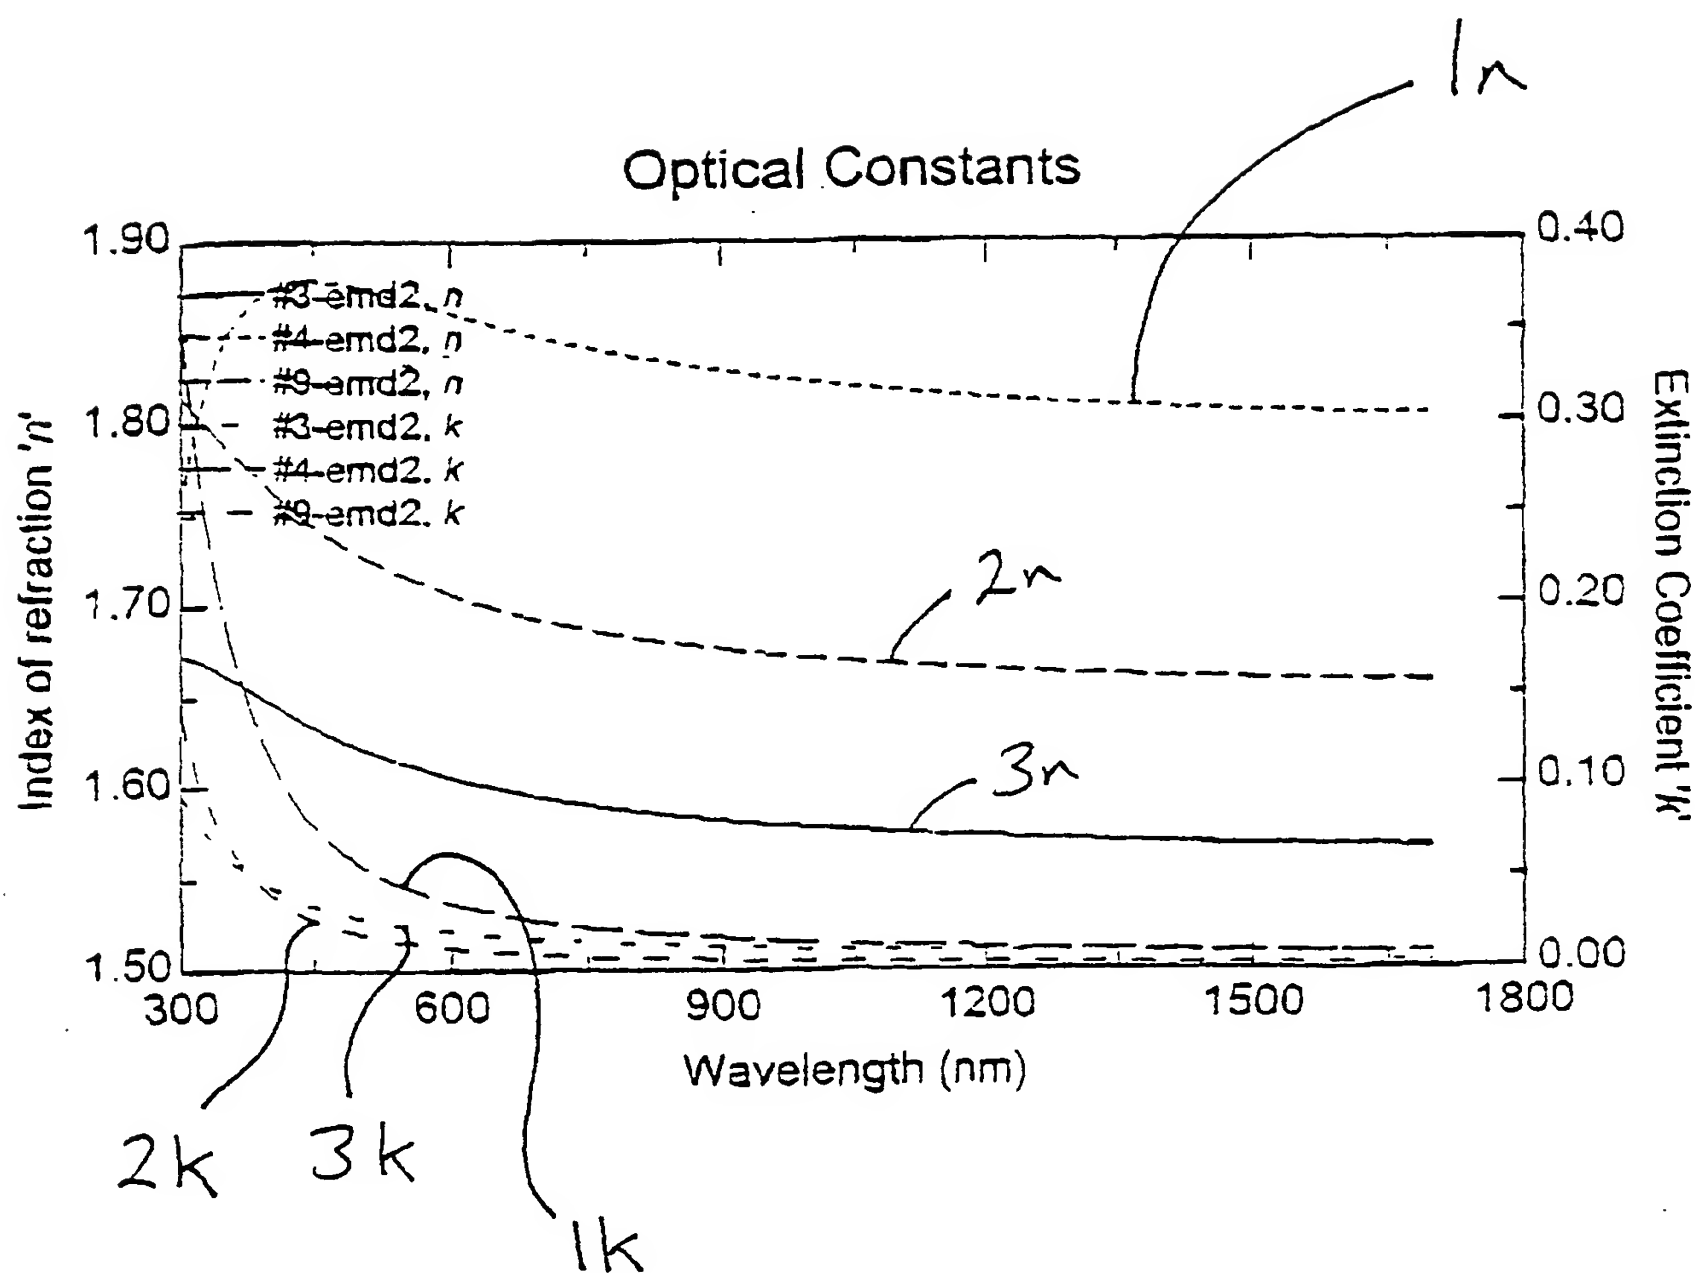 1n
Optical Constants
1.90
0.40
#3-emd2, n
#4-emd2, n
#9-emd2, n
#3-emd2, k
#4-emd2, k
#9-emd2, k
1.80
0.30
1.70
0.20
1.60
0.10
1.50
0.00
Index of refraction 'n'
Extinction Coefficient 'k'
2n
3n
300 600 900 1200 1500 1800
Wavelength (nm)
2k 3k
1k